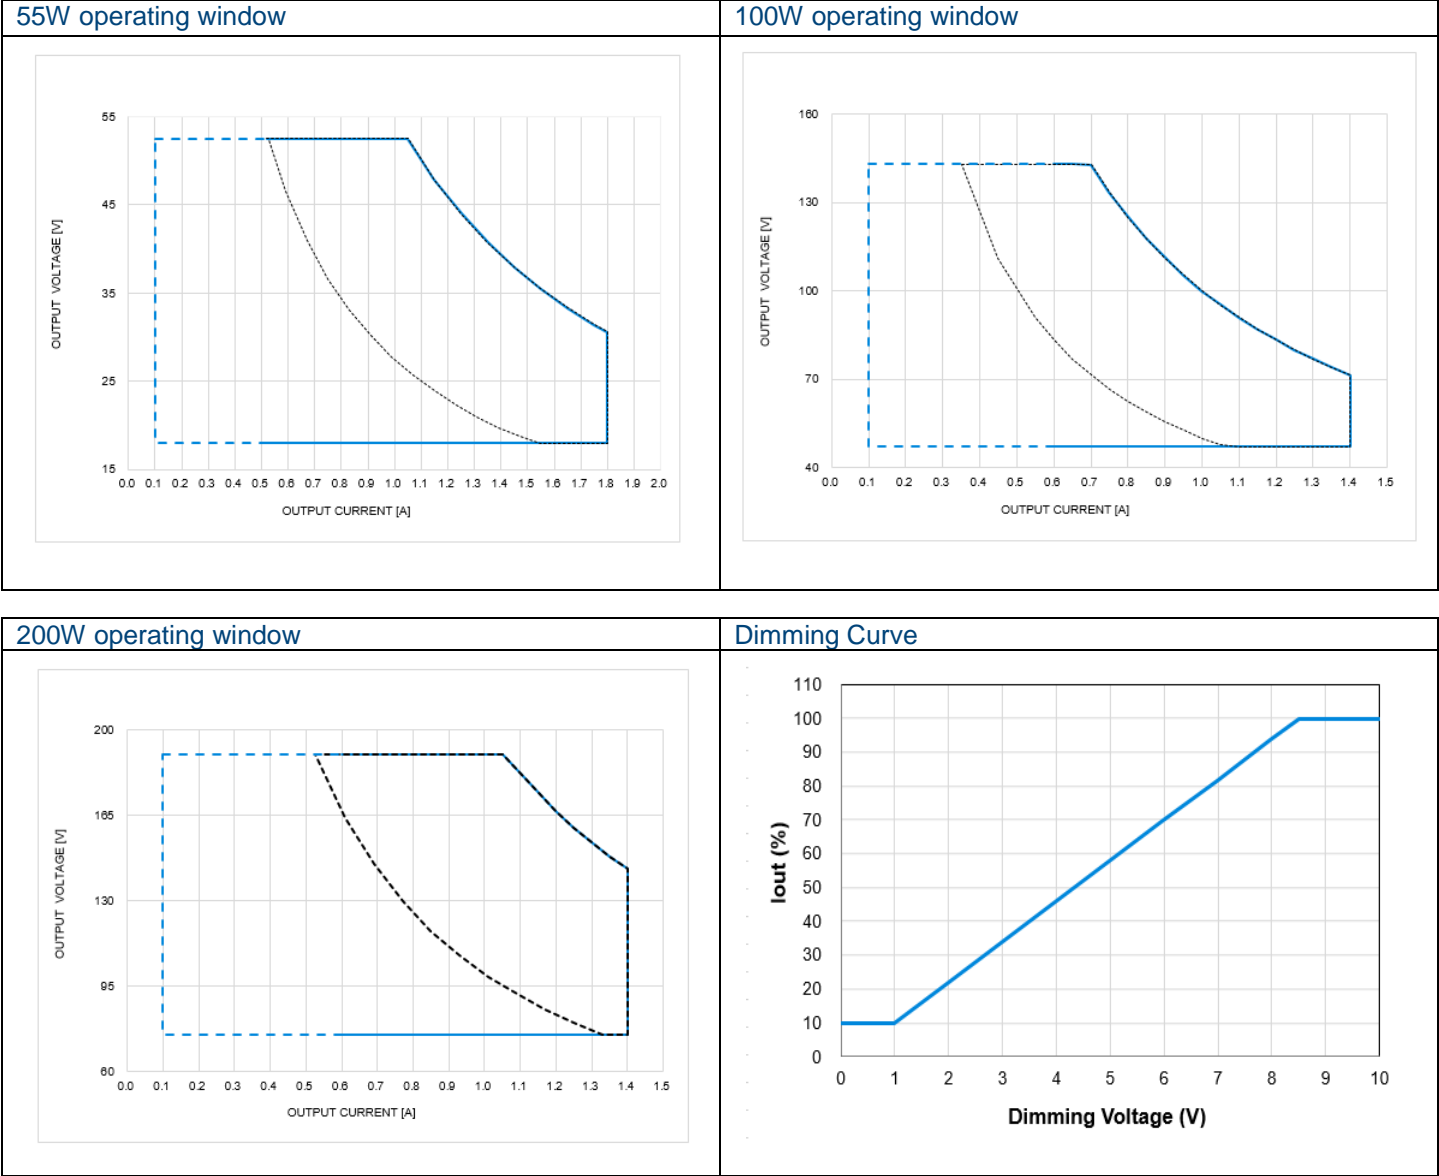 55W operating window
55
45
35
25
15
OUTPUT VOLTAGE [V]
0.0 0.1 0.2 0.3 0.4 0.5 0.6 0.7 0.8 0.9 1.0 1.1 1.2 1.3 1.4 1.5 1.6 1.7 1.8 1.9 2.0
OUTPUT CURRENT [A]
100W operating window
160
130
100
70
40
OUTPUT VOLTAGE [V]
0.0 0.1 0.2 0.3 0.4 0.5 0.6 0.7 0.8 0.9 1.0 1.1 1.2 1.3 1.4 1.5
OUTPUT CURRENT [A]
200W operating window
200
165
130
95
60
OUTPUT VOLTAGE [V]
0.0 0.1 0.2 0.3 0.4 0.5 0.6 0.7 0.8 0.9 1.0 1.1 1.2 1.3 1.4 1.5
OUTPUT CURRENT [A]
Dimming Curve
110
100
90
80
70
60
50
40
30
20
10
0
Iout (%)
0 1 2 3 4 5 6 7 8 9 10
Dimming Voltage (V)